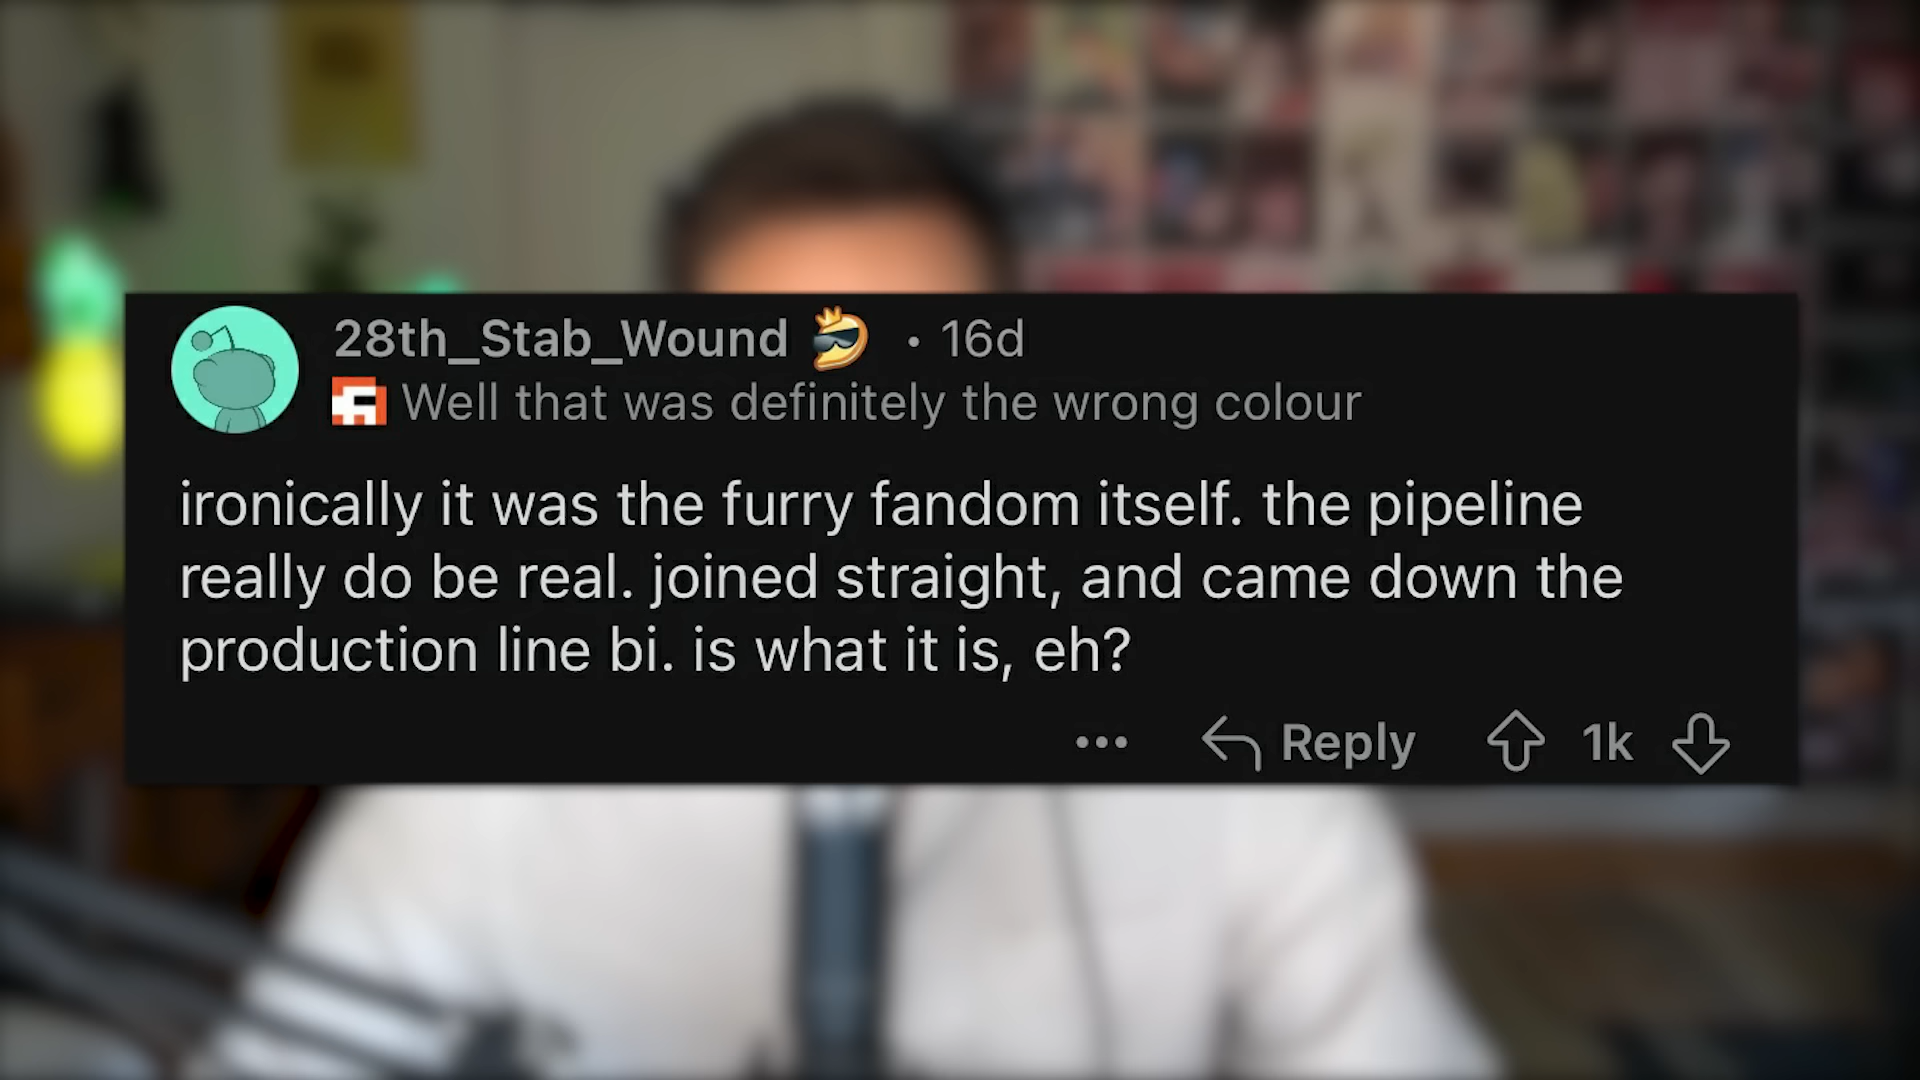 28th_Stab_Wound • 16d
Well that was definitely the wrong colour
ironically it was the furry fandom itself. the pipeline
really do be real. joined straight, and came down the
production line bi. is what it is, eh?
••• Reply 1k